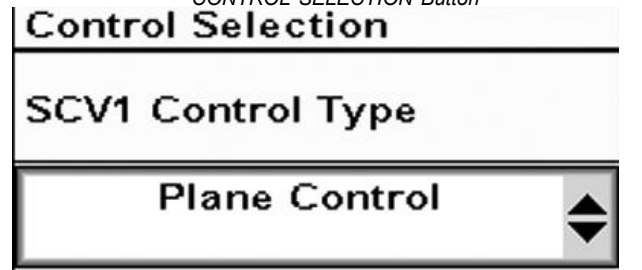 CONTROL SELECTION Button
Control Selection
SCV1 Control Type
Plane Control